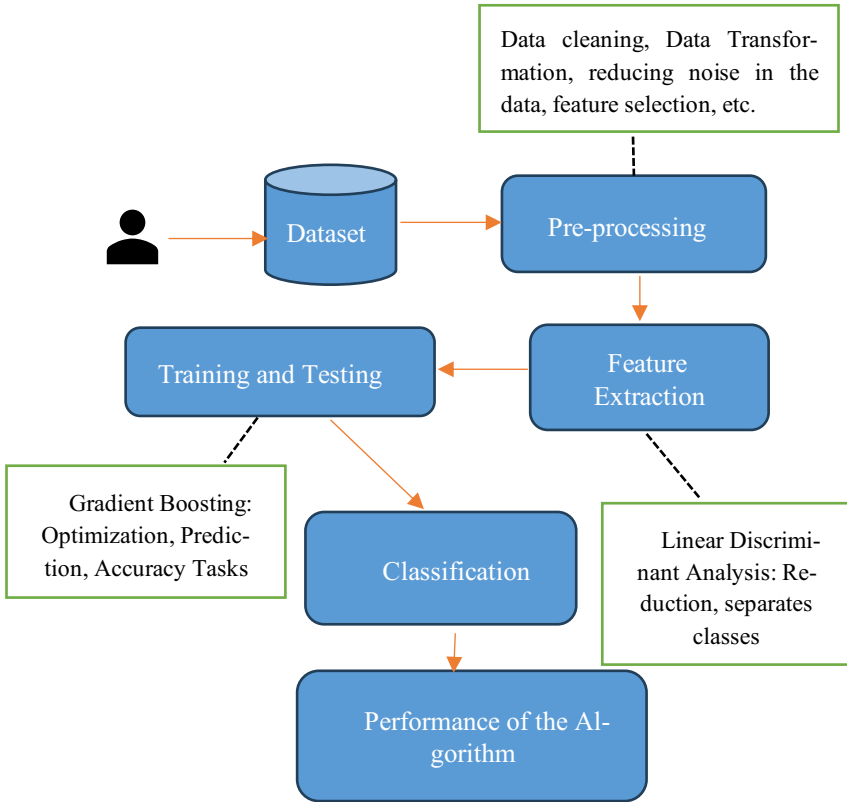 Data cleaning, Data Transfor-
mation, reducing noise in the
data, feature selection, etc.
Dataset
Pre-processing
Training and Testing
Feature
Extraction
Gradient Boosting:
Optimization, Predic-
tion, Accuracy Tasks
Classification
Linear Discrimi-
nant Analysis: Re-
duction, separates
classes
Performance of the Al-
gorithm